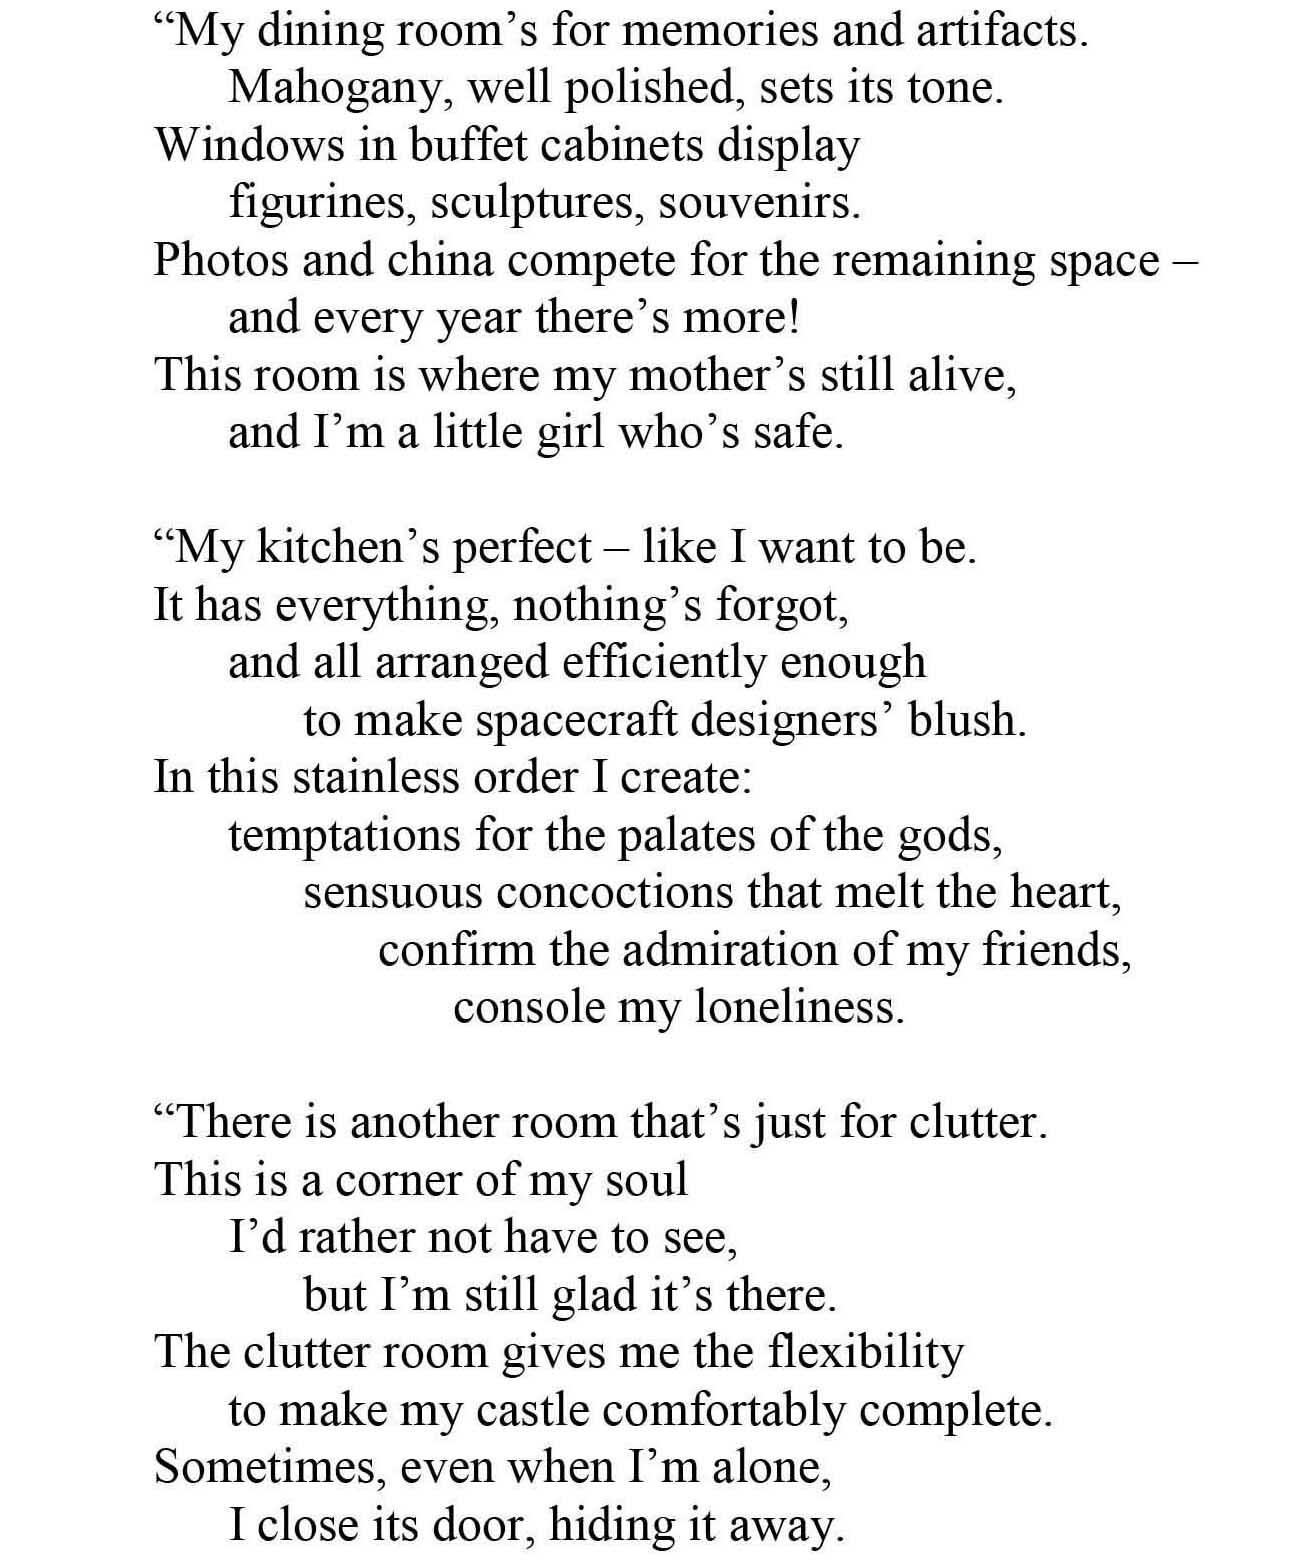 “My dining room’s for memories and artifacts.
Mahogany, well polished, sets its tone.
Windows in buffet cabinets display
figurines, sculptures, souvenirs.
Photos and china compete for the remaining space –
and every year there’s more!
This room is where my mother’s still alive,
and I’m a little girl who’s safe.

“My kitchen’s perfect – like I want to be.
It has everything, nothing’s forgot,
and all arranged efficiently enough
to make spacecraft designers’ blush.
In this stainless order I create:
temptations for the palates of the gods,
sensuous concoctions that melt the heart,
confirm the admiration of my friends,
console my loneliness.

“There is another room that’s just for clutter.
This is a corner of my soul
I’d rather not have to see,
but I’m still glad it’s there.
The clutter room gives me the flexibility
to make my castle comfortably complete.
Sometimes, even when I’m alone,
I close its door, hiding it away.